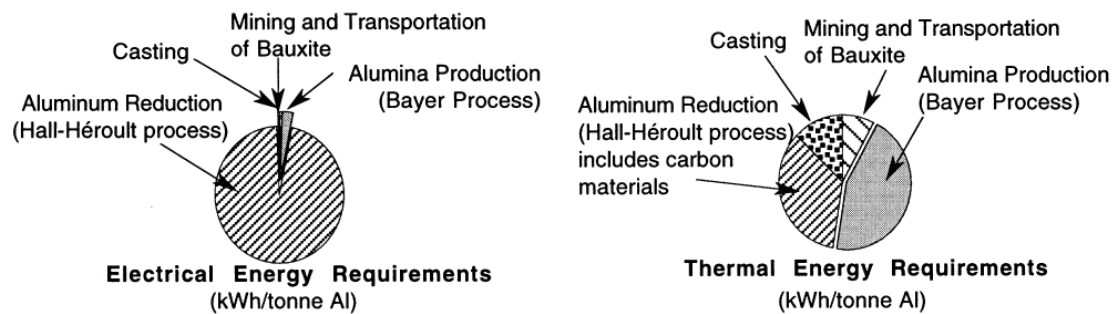 Mining and Transportation
of Bauxite
Casting
Alumina Production
(Bayer Process)
Aluminum Reduction
(Hall-Héroult process)
Electrical Energy Requirements
(kWh/tonne Al)
Mining and Transportation
of Bauxite
Casting
Alumina Production
(Bayer Process)
Aluminum Reduction
(Hall-Héroult process)
includes carbon
materials
Thermal Energy Requirements
(kWh/tonne Al)